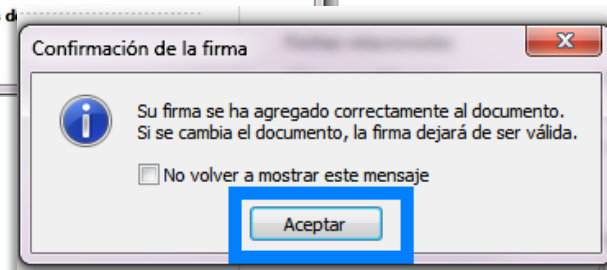 Confirmación de la firma
Su firma se ha agregado correctamente al documento.
Si se cambia el documento, la firma dejará de ser válida.
No volver a mostrar este mensaje
Aceptar